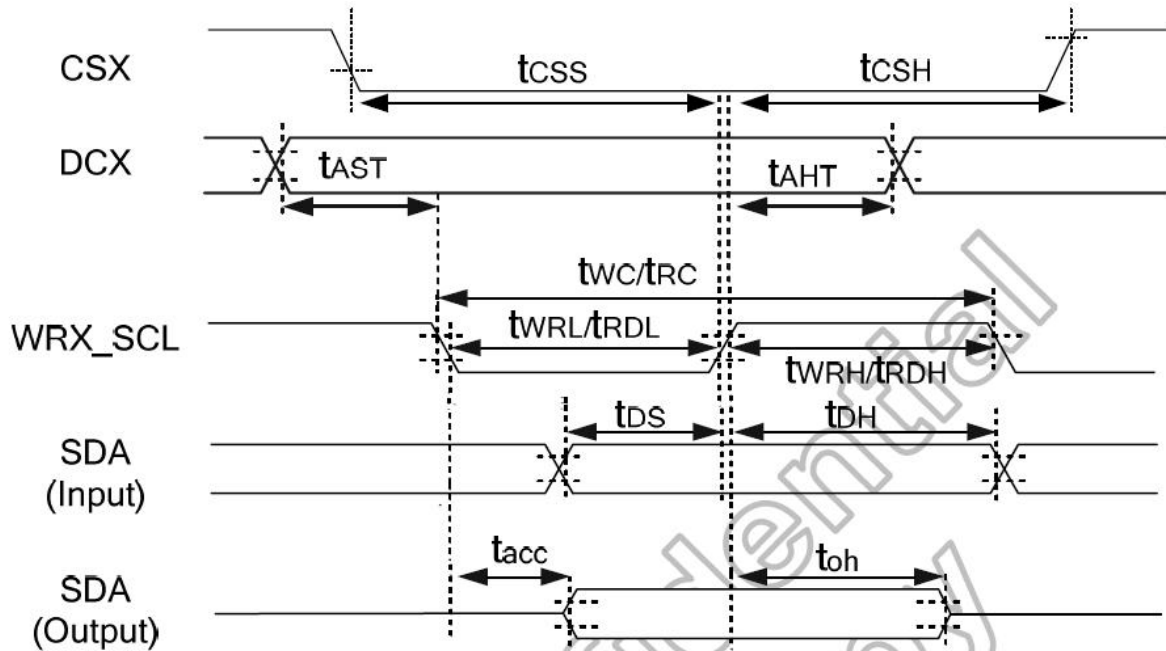 CSX
tCSS
tCSH
DCX
tAST
tAHT
tWC/tRC
WRX_SCL
tWRL/tRDL
tWRH/tRDH
tDS
tDH
SDA
(Input)
tacc
toh
SDA
(Output)